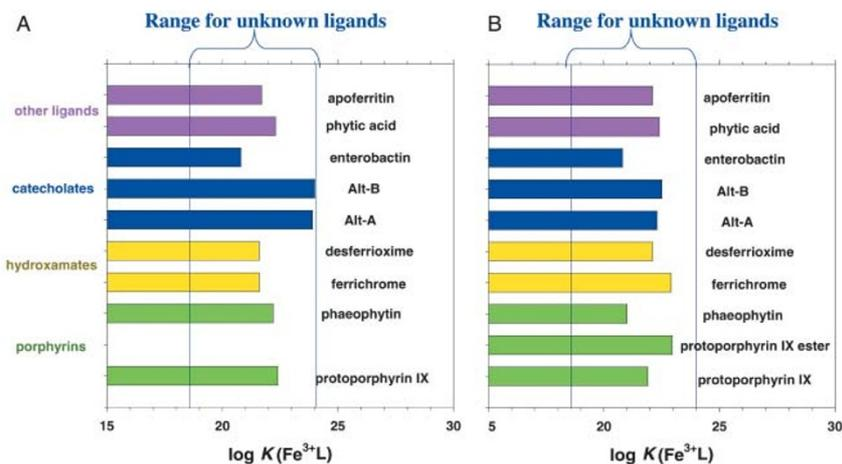 A
Range for unknown ligands
other ligands
catecholates
hydroxamates
porphyrins
apoferritin
phytic acid
enterobactin
Alt-B
Alt-A
desferrioxime
ferrichrome
phaeophytin
protoporphyrin IX
15 20 25 30
log K(Fe³⁺L)
B
Range for unknown ligands
apoferritin
phytic acid
enterobactin
Alt-B
Alt-A
desferrioxime
ferrichrome
phaeophytin
protoporphyrin IX ester
protoporphyrin IX
5 20 25 30
log K(Fe³⁺L)